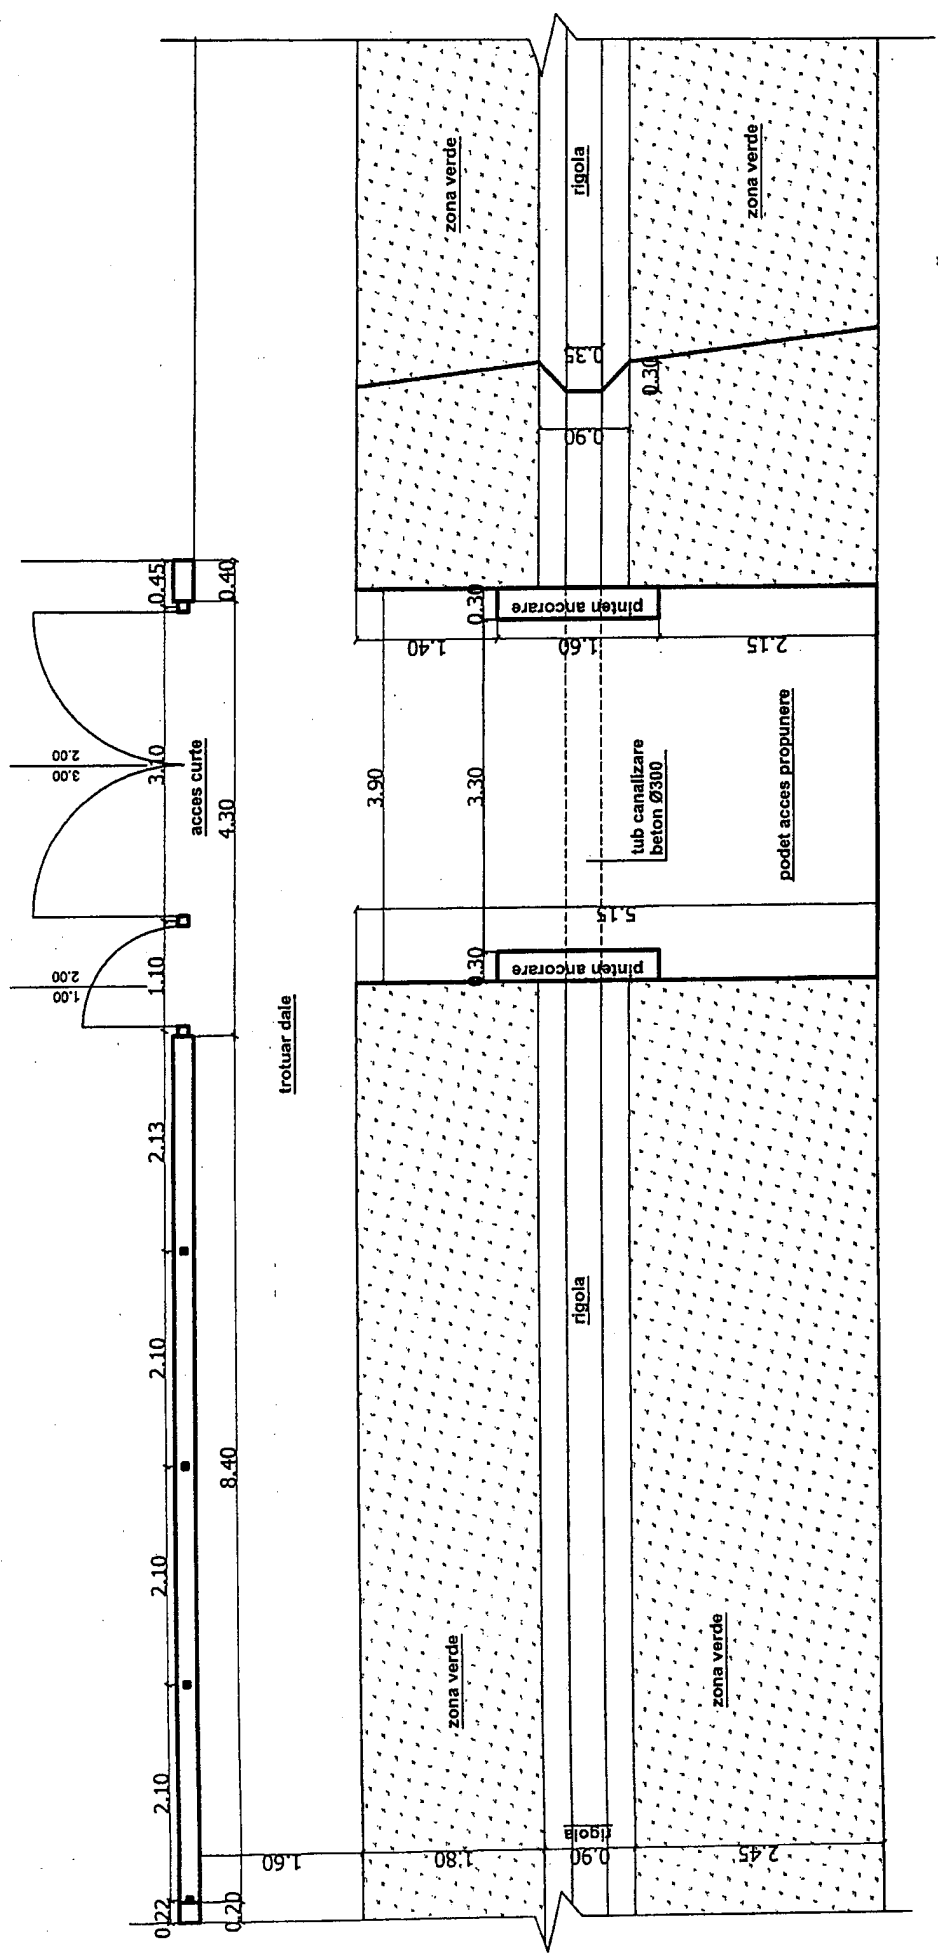 0.22
2.10
2.10
2.10
2.13
1.10
3.10
0.45
1.00
2.00
3.00
2.00
acces curte
0.20
8.40
4.30
0.40
trotuar dale
1.60
1.80
0.90
2.45
rigola
zona verde
zona verde
rigola
3.90
0.30
3.30
0.30
pinten ancorare
pinten ancorare
5.15
1.40
1.60
2.15
tub canalizare
beton Ø300
podet acces propunere
zona verde
rigola
zona verde
0.35
0.30
0.90